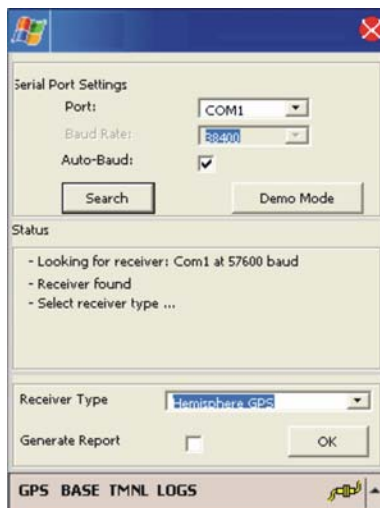 Serial Port Settings
Port: COM1
Baud Rate: 38400
Auto-Baud:
Search Demo Mode
Status
- Looking for receiver: Com1 at 57600 baud
- Receiver found
- Select receiver type ...
Receiver Type Hemisphere GPS
Generate Report OK
GPS BASE TMNL LOGS